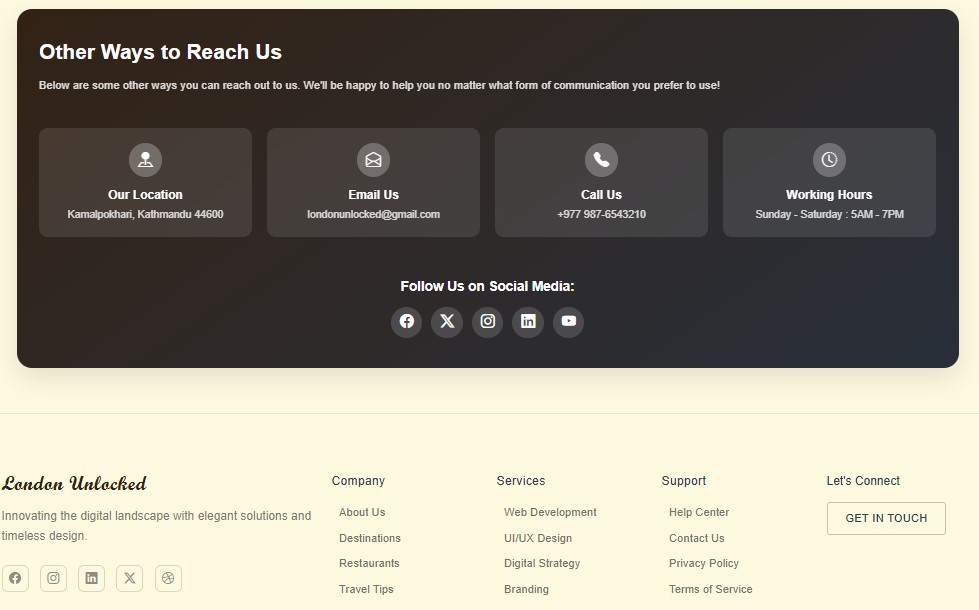 Other Ways to Reach Us
Below are some other ways you can reach out to us. We'll be happy to help you no matter what form of communication you prefer to use!
Our Location
Kamalpokhari, Kathmandu 44600
Email Us
londonunlocked@gmail.com
Call Us
+977 987-6543210
Working Hours
Sunday - Saturday : 5AM - 7PM
Follow Us on Social Media:
London Unlocked
Innovating the digital landscape with elegant solutions and
timeless design.
Company
About Us
Destinations
Restaurants
Travel Tips
Services
Web Development
UI/UX Design
Digital Strategy
Branding
Support
Help Center
Contact Us
Privacy Policy
Terms of Service
Let's Connect
GET IN TOUCH